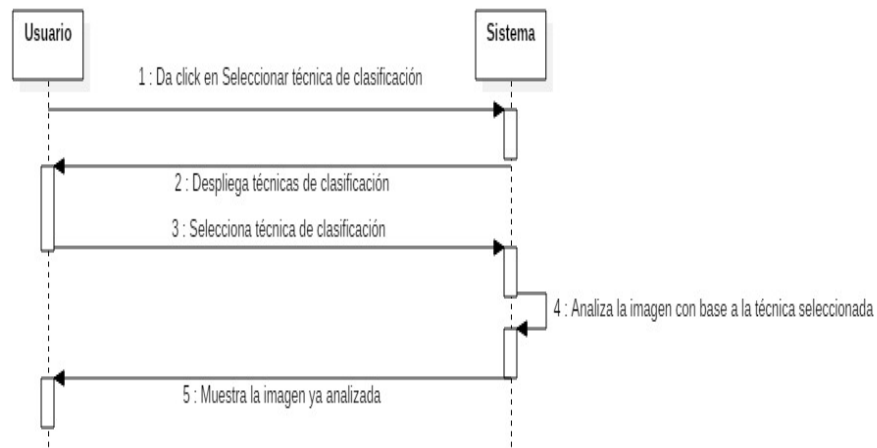 Usuario
Sistema
1 : Da click en Seleccionar técnica de clasificación
2 : Despliega técnicas de clasificación
3 : Selecciona técnica de clasificación
4 : Analiza la imagen con base a la técnica seleccionada
5 : Muestra la imagen ya analizada